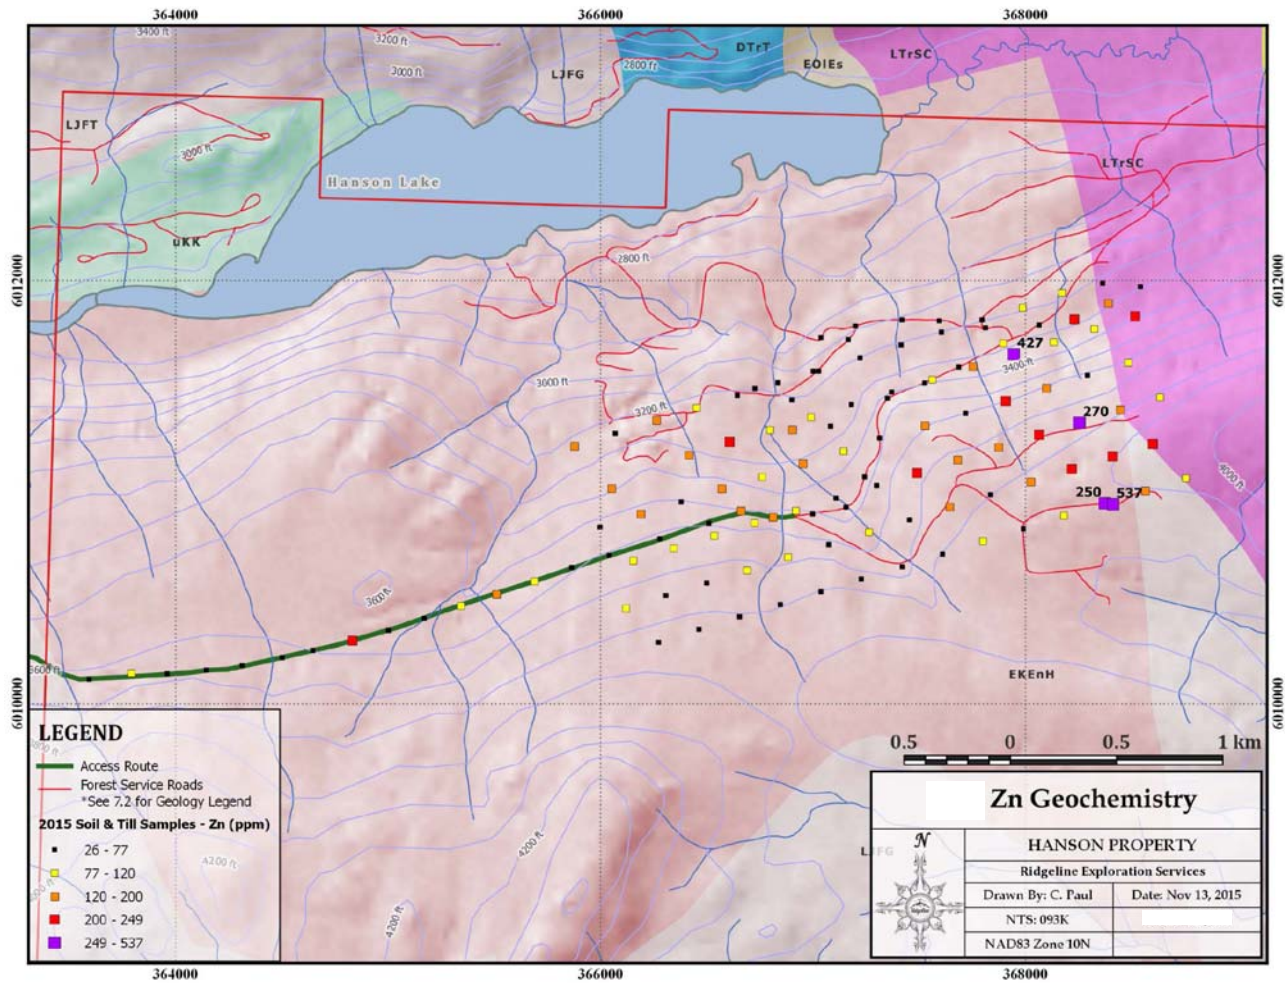 364000
366000
368000
3400 ft
3200 ft
3000 ft
LJFG
2800 ft
DTrT
EOlEs
LTrSC
LJFT
3000 ft
Hanson Lake
LTrSC
uKK
2800 ft
6012000
6012000
427
3400 ft
3000 ft
3200 ft
270
4000 ft
250
537
3600 ft
3600 ft
EKEnH
6010000
6010000
LEGEND
Access Route
Forest Service Roads
*See 7.2 for Geology Legend
2015 Soil & Till Samples - Zn (ppm)
26 - 77
77 - 120
120 - 200
200 - 249
249 - 537
4200 ft
4200 ft
4200 ft
0.5
0
0.5
1 km
Zn Geochemistry
LJFG
N
HANSON PROPERTY
Ridgeline Exploration Services
Drawn By: C. Paul
Date: Nov 13, 2015
NTS: 093K
NAD83 Zone 10N
364000
366000
368000